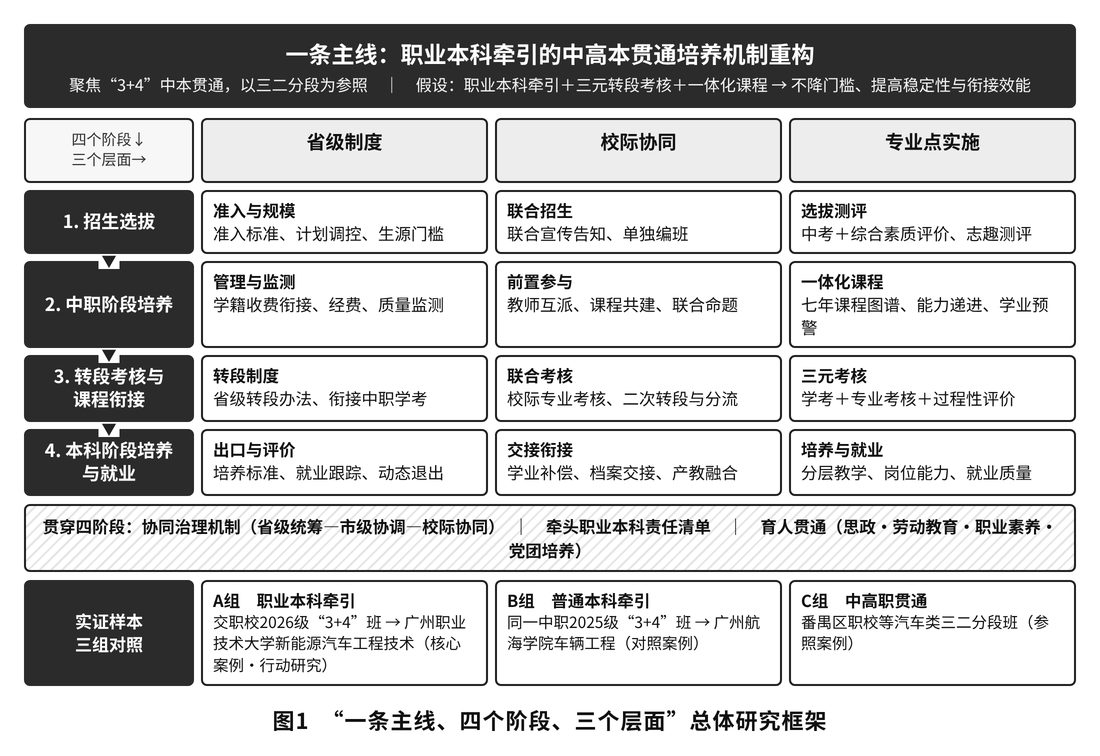 一条主线：职业本科牵引的中高本贯通培养机制重构
聚焦“3+4”中本贯通，以三二分段为参照 ｜ 假设：职业本科牵引＋三元转段考核＋一体化课程 → 不降门槛、提高稳定性与衔接效能
四个阶段↓
三个层面→
省级制度
校际协同
专业点实施
1. 招生选拔
准入与规模
准入标准、计划调控、生源门槛
联合招生
联合宣传告知、单独编班
选拔测评
中考＋综合素质评价、志趣测评
2. 中职阶段培养
管理与监测
学籍收费衔接、经费、质量监测
前置参与
教师互派、课程共建、联合命题
一体化课程
七年课程图谱、能力递进、学业预
警
3. 转段考核与
课程衔接
转段制度
省级转段办法、衔接中职学考
联合考核
校际专业考核、二次转段与分流
三元考核
学考＋专业考核＋过程性评价
4. 本科阶段培养
与就业
出口与评价
培养标准、就业跟踪、动态退出
交接衔接
学业补偿、档案交接、产教融合
培养与就业
分层教学、岗位能力、就业质量
贯穿四阶段：协同治理机制（省级统筹—市级协调—校际协同） ｜ 牵头职业本科责任清单 ｜ 育人贯通（思政・劳动教育・职业素养・
党团培养）
实证样本
三组对照
A组 职业本科牵引
交职校2026级“3+4”班 → 广州职业
技术大学新能源汽车工程技术（核心
案例・行动研究）
B组 普通本科牵引
同一中职2025级“3+4”班 → 广州航
海学院车辆工程（对照案例）
C组 中高职贯通
番禺区职校等汽车类三二分段班（参
照案例）
图1 “一条主线、四个阶段、三个层面”总体研究框架